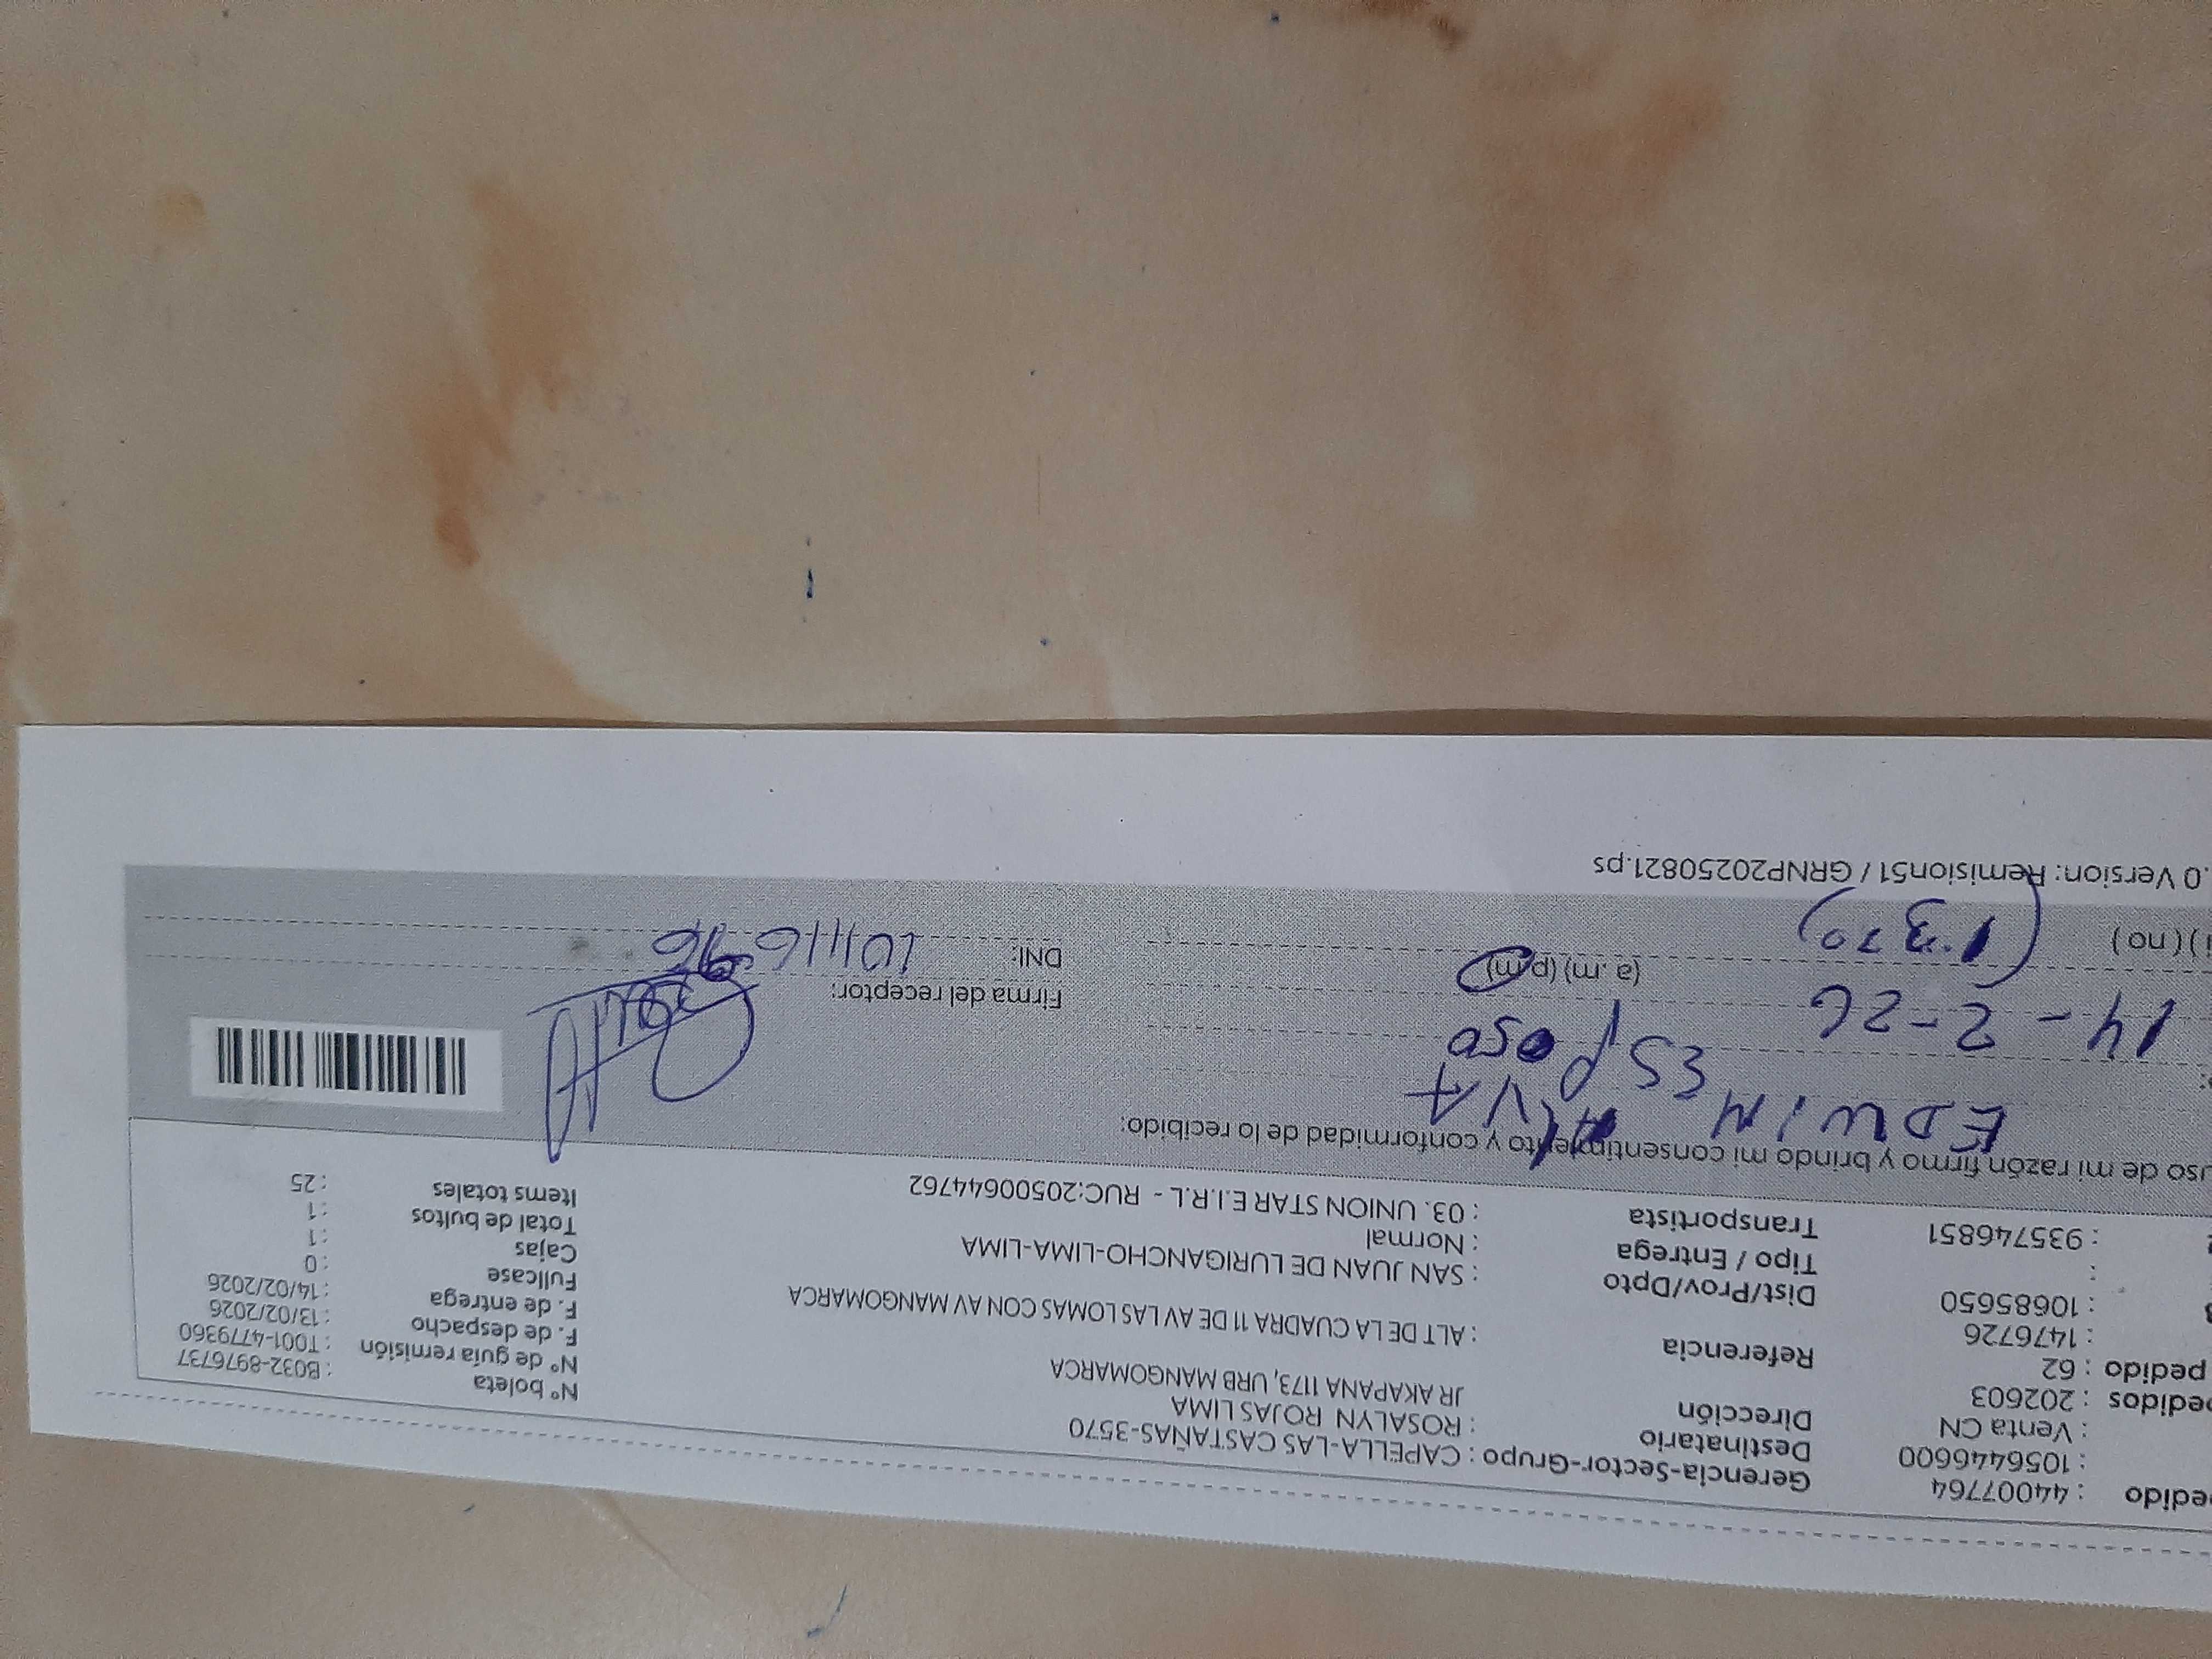 edido : 44007764 Gerencia-Sector-Grupo : CAPELLA-LAS CASTAÑAS-3570
: 1056446600 Destinatario : ROSALYN ROJAS LIMA
: Venta CN Dirección JR AKAPANA 1173, URB MANGOMARCA
pedidos : 202603
pedido : 62 Referencia : ALT DE LA CUADRA 11 DE AV LAS LOMAS CON AV MANGOMARCA
: 1476726
: 10685650 Dist/Prov/Dpto : SAN JUAN DE LURIGANCHO-LIMA-LIMA
: Tipo / Entrega : Normal
: 935746851 Transportista : 03. UNION STAR E.I.R.L - RUC:20500644762
Nº boleta : B032-8976737
Nº de guía remisión : T001-4779360
F. de despacho : 13/02/2026
F. de entrega : 14/02/2026
Fullcase : 0
Cajas : 1
Total de bultos : 1
Items totales : 25
uso de mi razón firmo y brindo mi consentimiento y conformidad de lo recibido:
EDWIN
ESPOSO
14-2-26 (a.m) (p.m)
Firma del receptor:
i ) ( no )
DNI:
.0 Version: Remision51 / GRNP20250821.ps